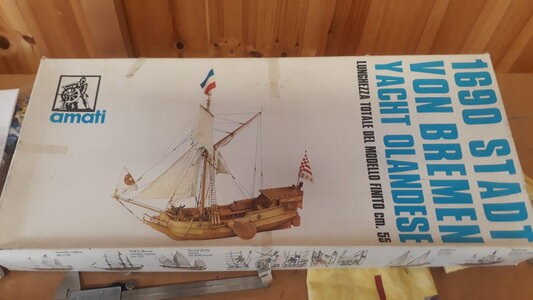 amati
1690 STADT
VON BREMEN
YACHT OLANDESE
LUNGHEZZA TOTALE DEL MODELLO FINITO cm. 55